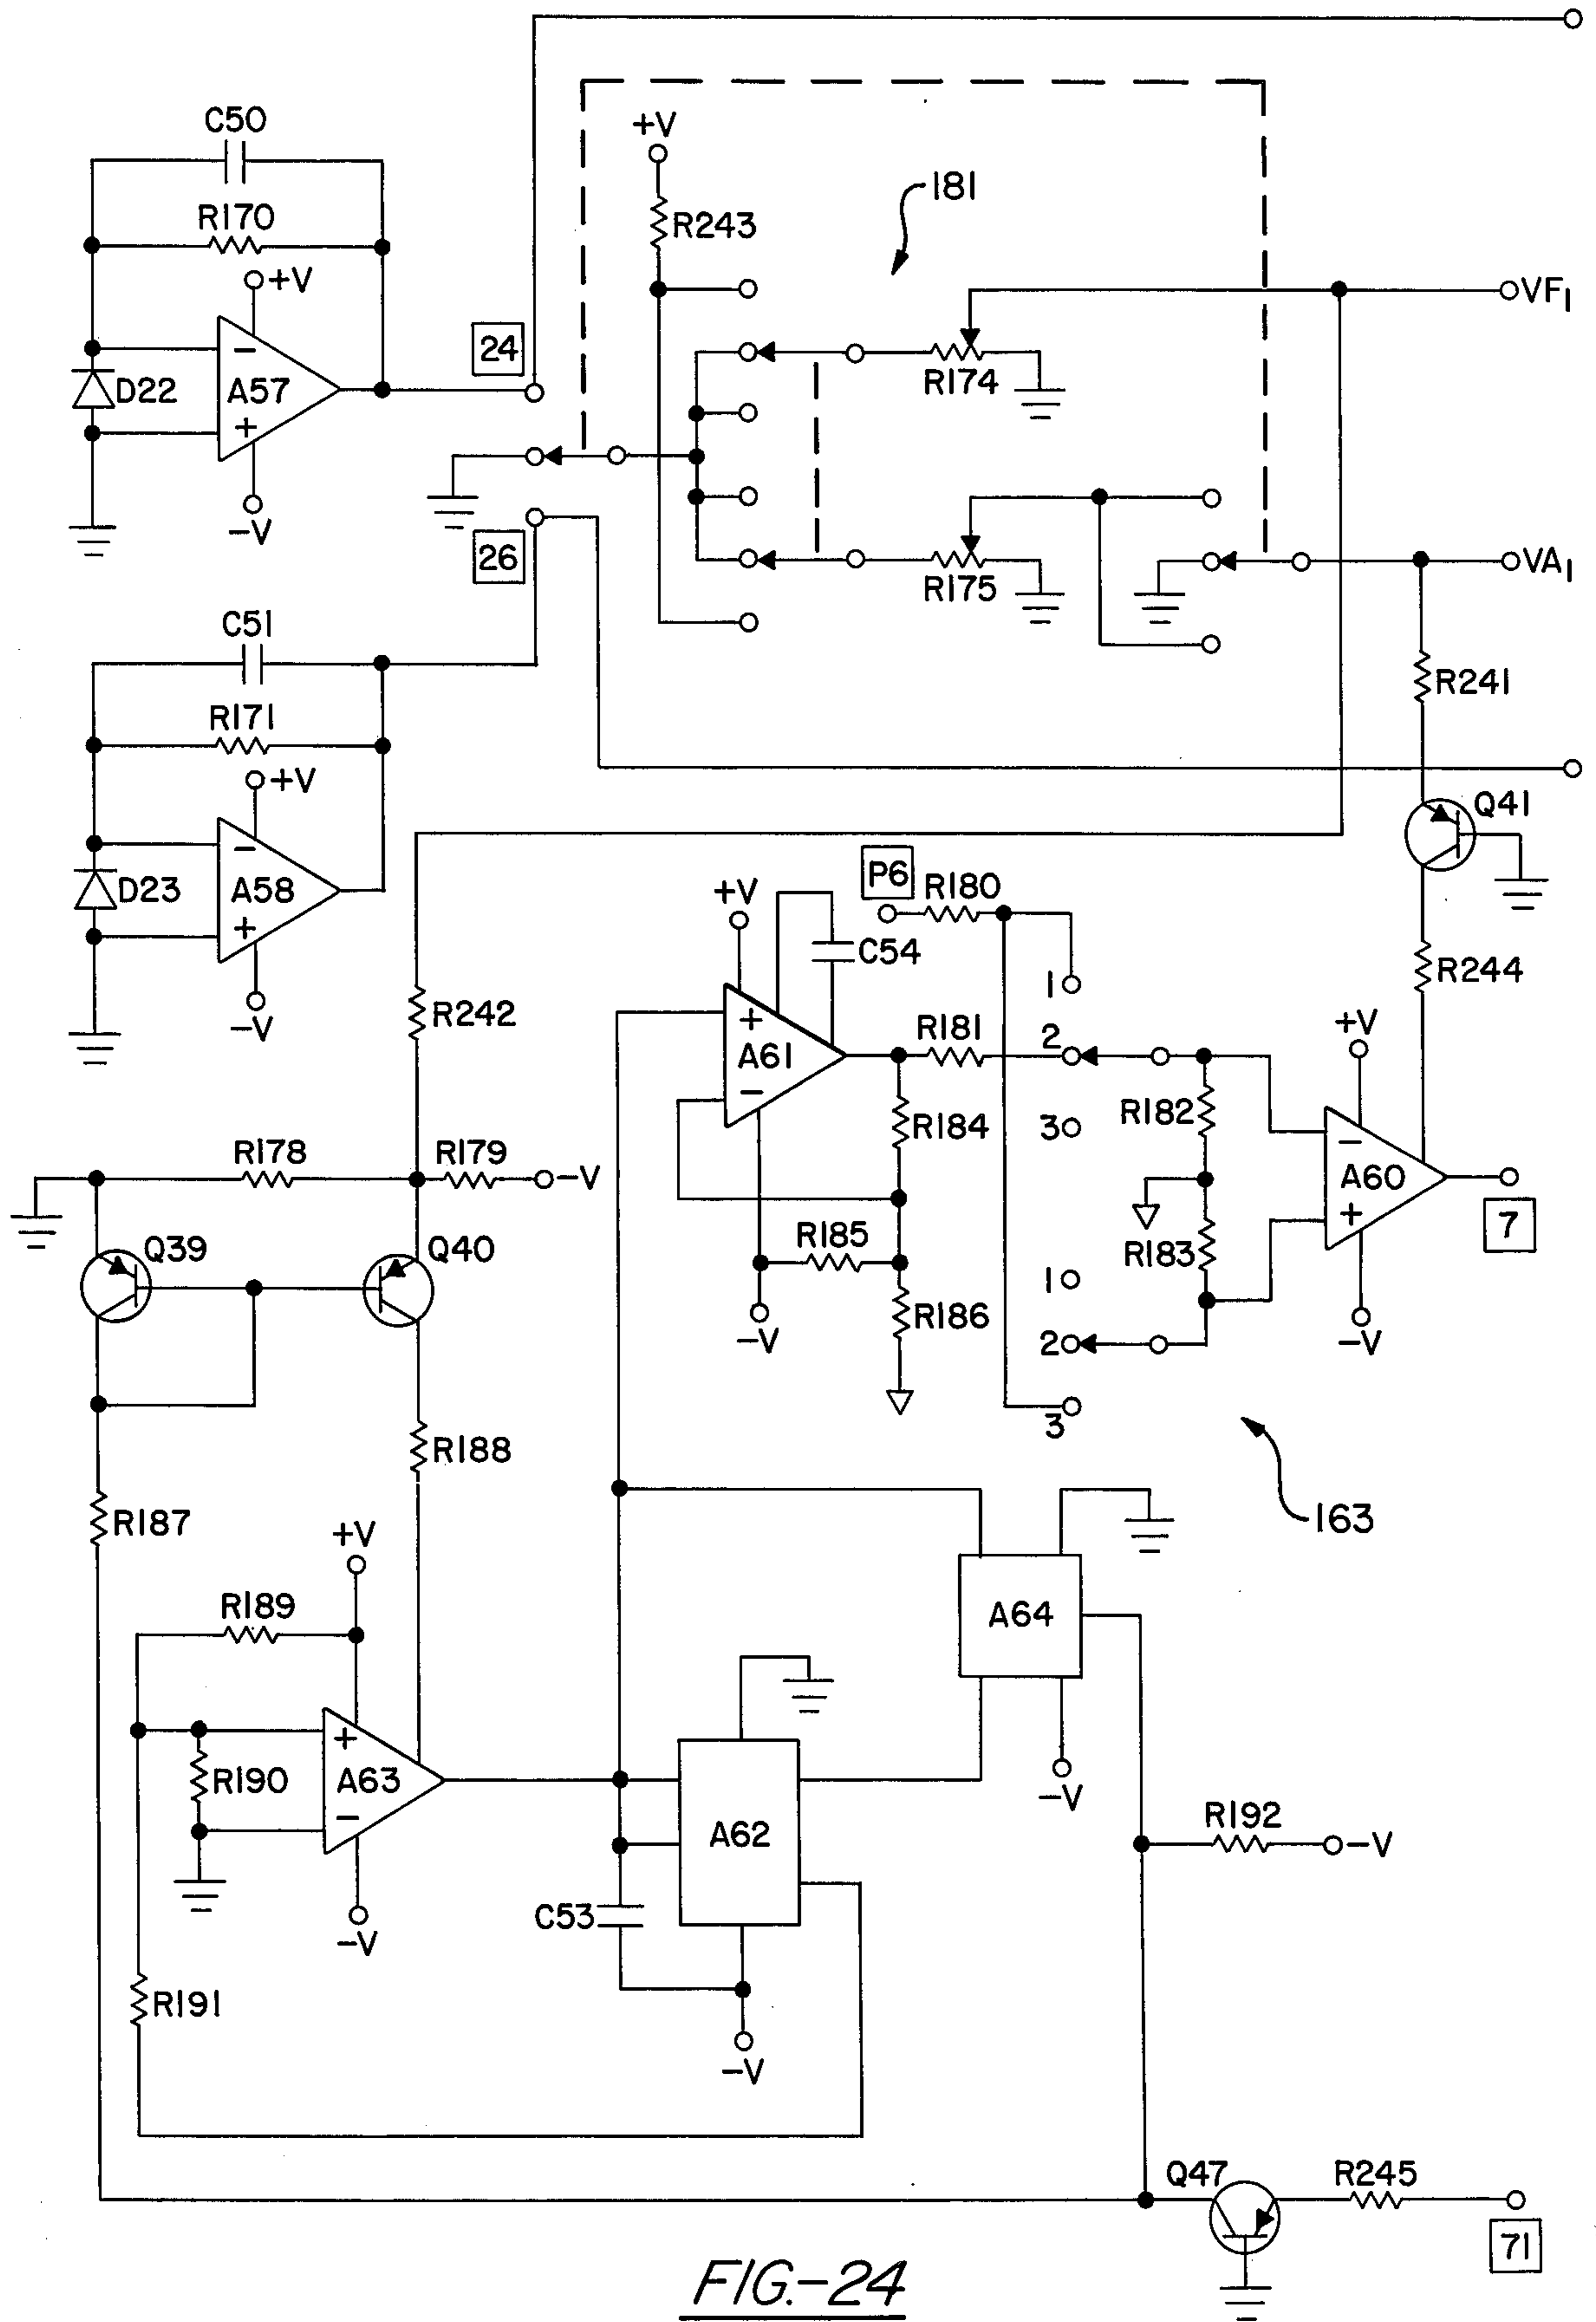 C50
+V
181
R170
R243
+V
VF1
24
−
D22
A57
R174
+
−V
26
R175
VA1
C51
R241
R171
+V
Q41
P6
R180
−
D23
A58
+V
+
C54
R244
−V
R242
1
+
R181
2
+V
A61
−
R182
R184
3
−
R178
R179
−V
A60
+
7
R185
R183
Q39
Q40
1
R186
−V
2
−V
3
R188
R187
163
+V
R189
A64
+
R190
A63
−V
−
A62
R192
−V
C53
−V
R191
−V
Q47
R245
71
FIG.-24